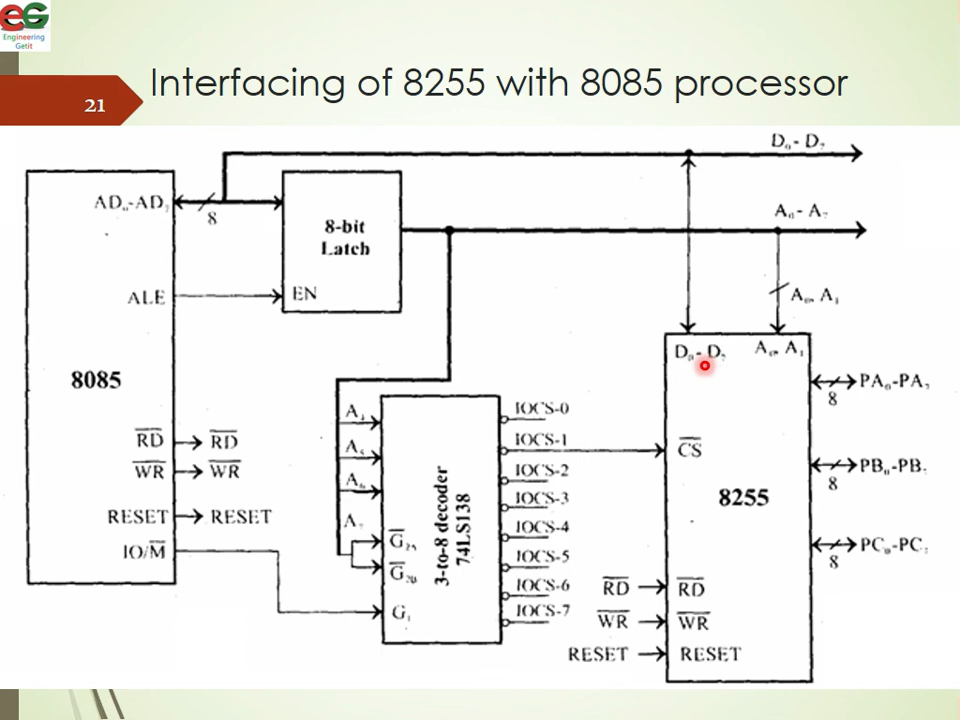 EG
Engineering
Getit
21
Interfacing of 8255 with 8085 processor
D₀- D₇
AD₀-AD₇
8
8-bit
Latch
A₀- A₇
ALE
EN
A₀, A₁
8085
D₀- D₇
A₀, A₁
PA₀-PA₇
8
A₄
IOCS-0
RD
RD
A₅
IOCS-1
CS
WR
WR
A₆
IOCS-2
PB₀-PB₇
8
IOCS-3
8255
RESET
RESET
A₇
IOCS-4
IO/M
G₂A
3-to-8 decoder
74LS138
IOCS-5
PC₀-PC₇
8
G₂B
IOCS-6
RD
RD
G₁
IOCS-7
WR
WR
RESET
RESET